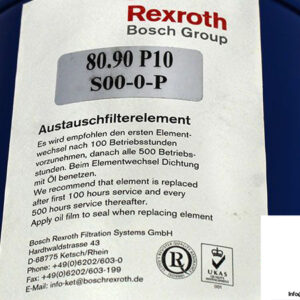 Rexroth
Bosch Group
80.90 P10
S00-0-P
Austauschfilterelement
Es wird empfohlen den ersten Element-
wechsel nach 100 Betriebsstunden
vorzunehmen, danach alle 500 Betriebs-
stunden. Beim Elementwechsel Dichtung
mit Öl benetzen.
We recommend that element is replaced
after first 100 hours service and every
500 hours service thereafter.
Apply oil film to seal when replacing element
Bosch Rexroth Filtration Systems GmbH
Hardtwaldstrasse 43
D-68775 Ketsch/Rhein
Phone: +49(0)6202/603-0
Fax: +49(0)6202/603-199
E-mail: info-ket@boschrexroth.de
R
UKAS
001
Info@